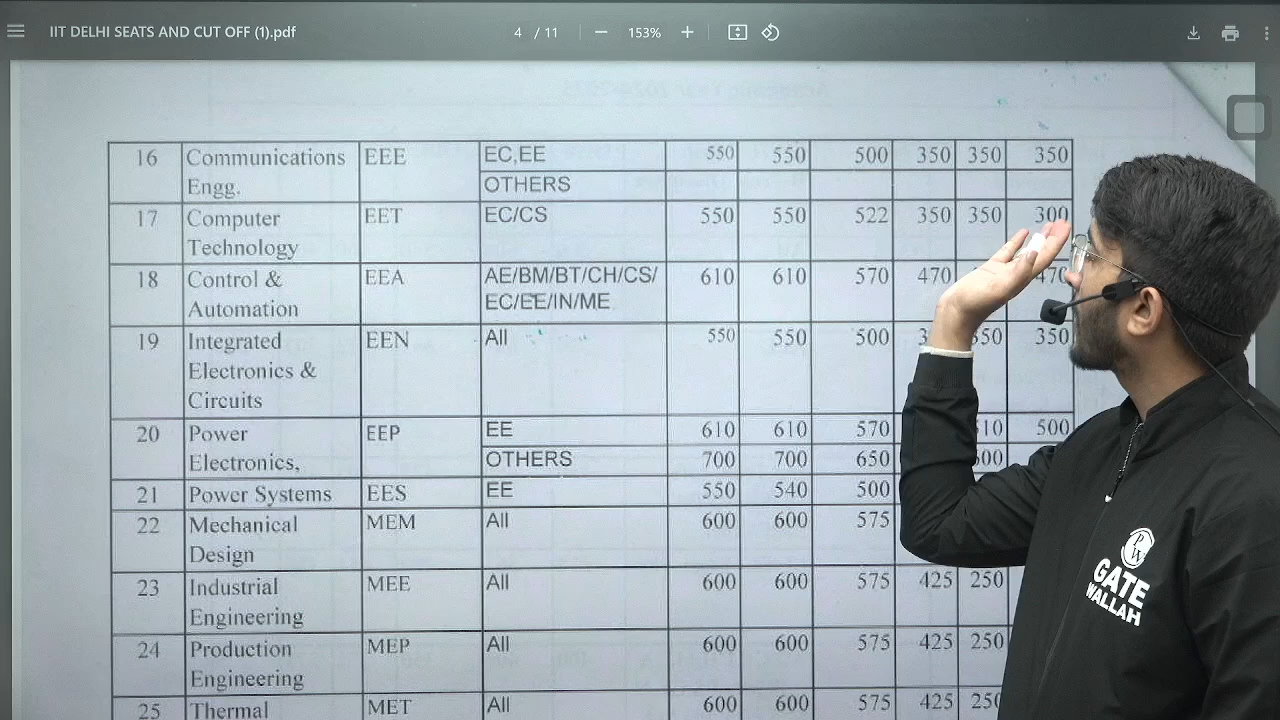 IIT DELHI SEATS AND CUT OFF (1).pdf 4 / 11 153%
16 Communications EEE EC,EE 550 550 500 350 350 350
Engg. OTHERS
17 Computer EET EC/CS 550 550 522 350 350 300
Technology
18 Control & EEA AE/BM/BT/CH/CS/ 610 610 570 470 470
Automation EC/EE/IN/ME
19 Integrated EEN All 550 550 500 350
Electronics &
Circuits
20 Power EEP EE 610 610 570 500
Electronics, OTHERS 700 700 650
21 Power Systems EES EE 550 540 500
22 Mechanical MEM All 600 600 575
Design
23 Industrial MEE All 600 600 575 425 250
Engineering
24 Production MEP All 600 600 575 425 250
Engineering
25 Thermal MET All 600 600 575 425 250
PW
GATE
WALLAH